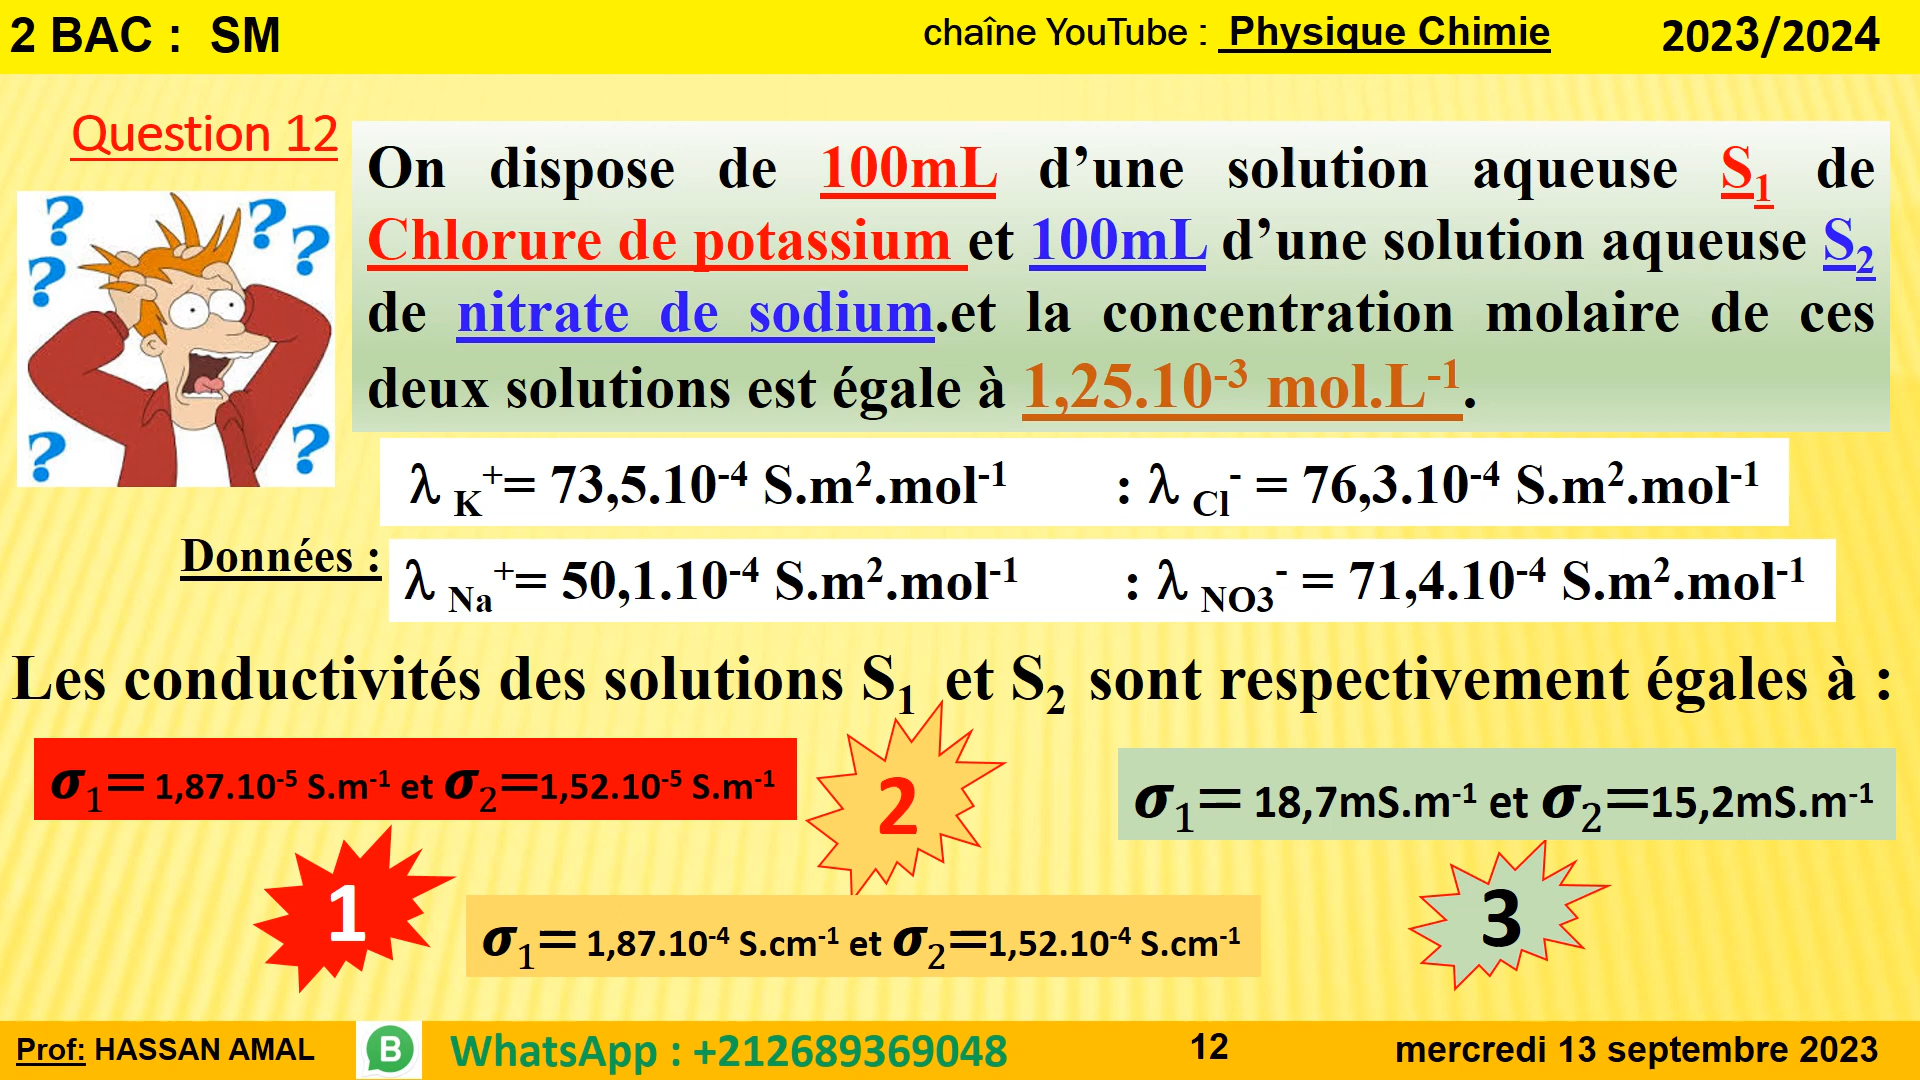 2 BAC : SM
chaîne YouTube : Physique Chimie
2023/2024
Question 12
? ? ? ? ? ?
On dispose de 100mL d’une solution aqueuse S₁ de
Chlorure de potassium et 100mL d’une solution aqueuse S₂
de nitrate de sodium.et la concentration molaire de ces
deux solutions est égale à 1,25.10⁻³ mol.L⁻¹.
λ K⁺= 73,5.10⁻⁴ S.m².mol⁻¹ : λ Cl⁻ = 76,3.10⁻⁴ S.m².mol⁻¹
Données :
λ Na⁺= 50,1.10⁻⁴ S.m².mol⁻¹ : λ NO3⁻ = 71,4.10⁻⁴ S.m².mol⁻¹
Les conductivités des solutions S₁ et S₂ sont respectivement égales à :
σ₁= 1,87.10⁻⁵ S.m⁻¹ et σ₂=1,52.10⁻⁵ S.m⁻¹
2
σ₁= 18,7mS.m⁻¹ et σ₂=15,2mS.m⁻¹
1
σ₁= 1,87.10⁻⁴ S.cm⁻¹ et σ₂=1,52.10⁻⁴ S.cm⁻¹
3
Prof: HASSAN AMAL
B
WhatsApp : +212689369048
12
mercredi 13 septembre 2023